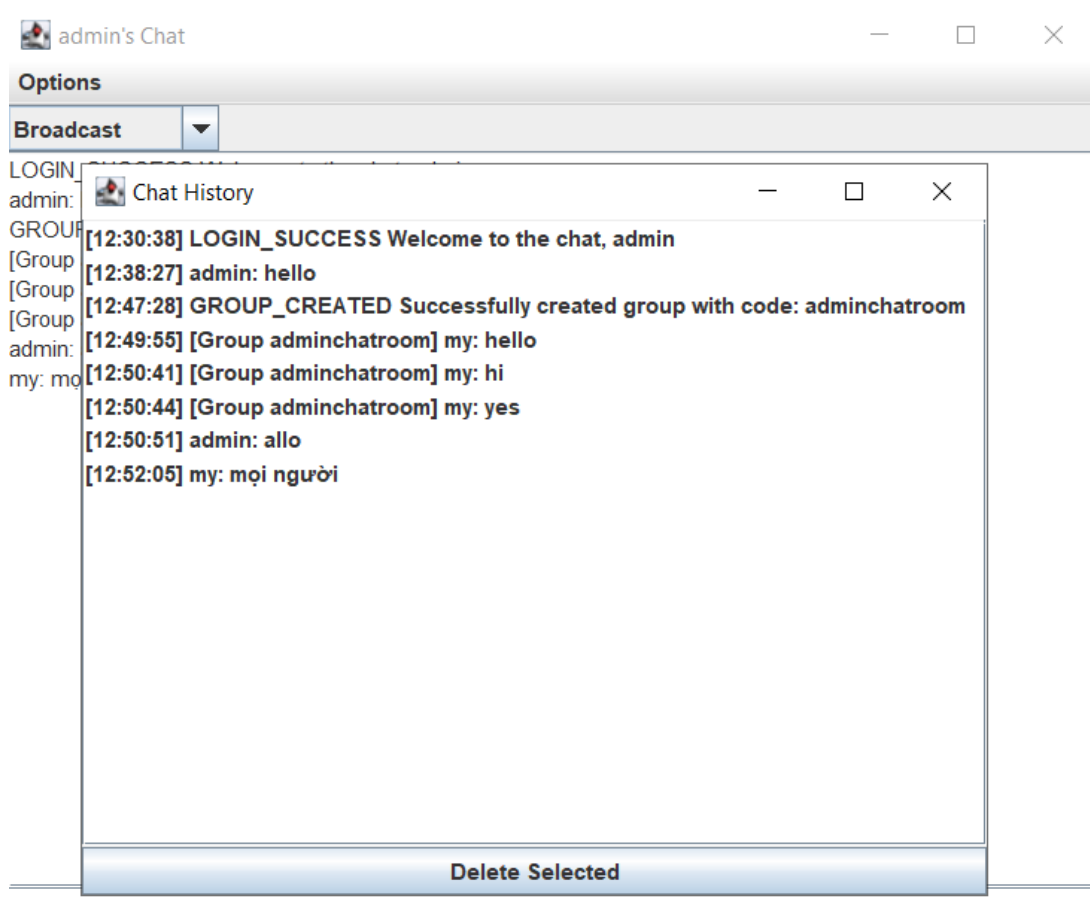 admin's Chat
Options
Broadcast
LOGIN_
admin:
GROUP
[Group
[Group
[Group
admin:
my: mọ
Chat History
[12:30:38] LOGIN_SUCCESS Welcome to the chat, admin
[12:38:27] admin: hello
[12:47:28] GROUP_CREATED Successfully created group with code: adminchatroom
[12:49:55] [Group adminchatroom] my: hello
[12:50:41] [Group adminchatroom] my: hi
[12:50:44] [Group adminchatroom] my: yes
[12:50:51] admin: allo
[12:52:05] my: mọi người
Delete Selected